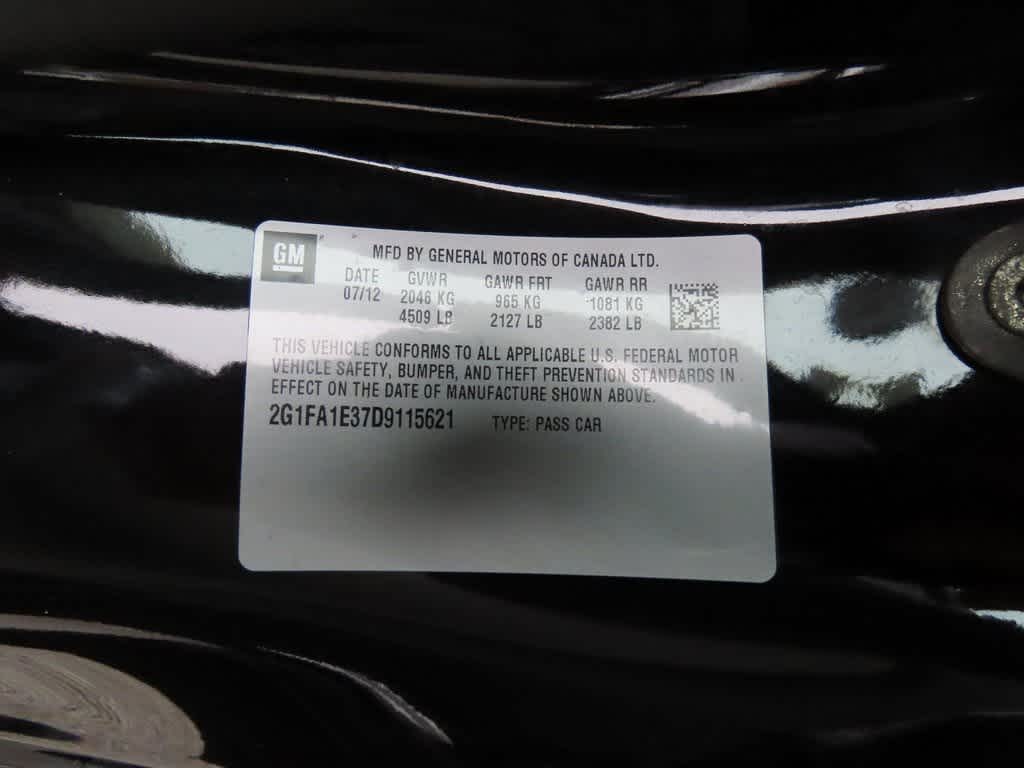 GM
MFD BY GENERAL MOTORS OF CANADA LTD.
DATE GVWR GAWR FRT GAWR RR
07/12 2046 KG 965 KG 1081 KG
4509 LB 2127 LB 2382 LB
THIS VEHICLE CONFORMS TO ALL APPLICABLE U.S. FEDERAL MOTOR
VEHICLE SAFETY, BUMPER, AND THEFT PREVENTION STANDARDS IN
EFFECT ON THE DATE OF MANUFACTURE SHOWN ABOVE.
2G1FA1E37D9115621 TYPE: PASS CAR